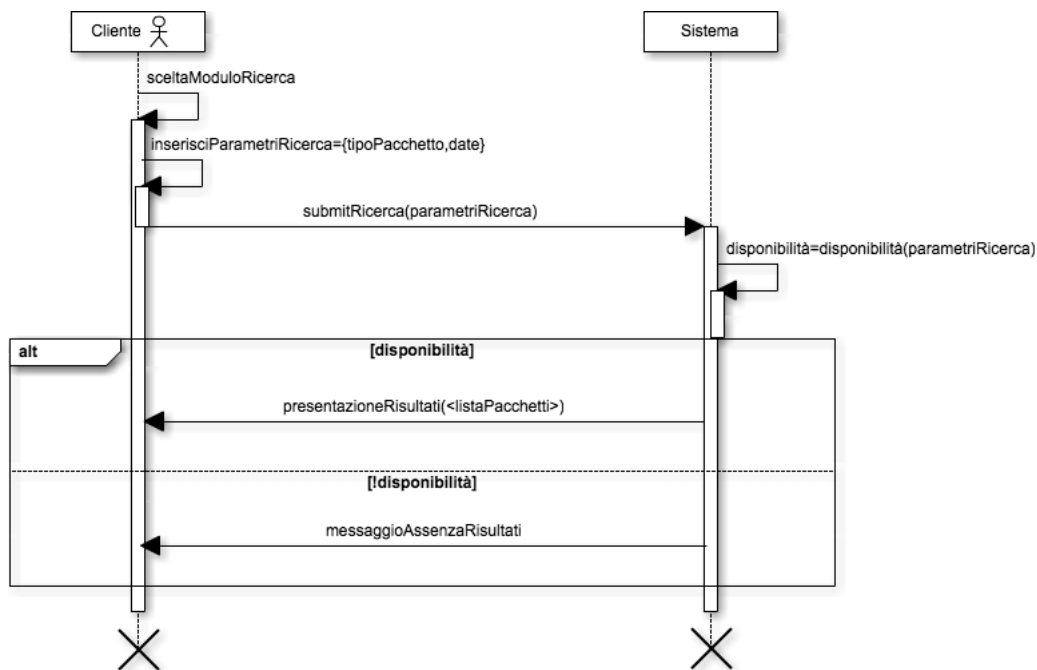 Cliente
Sistema
sceltaModuloRicerca
inserisciParametriRicerca={tipoPacchetto,date}
submitRicerca(parametriRicerca)
disponibilità=disponibilità(parametriRicerca)
alt
[disponibilità]
presentazioneRisultati(<listaPacchetti>)
[!disponibilità]
messaggioAssenzaRisultati